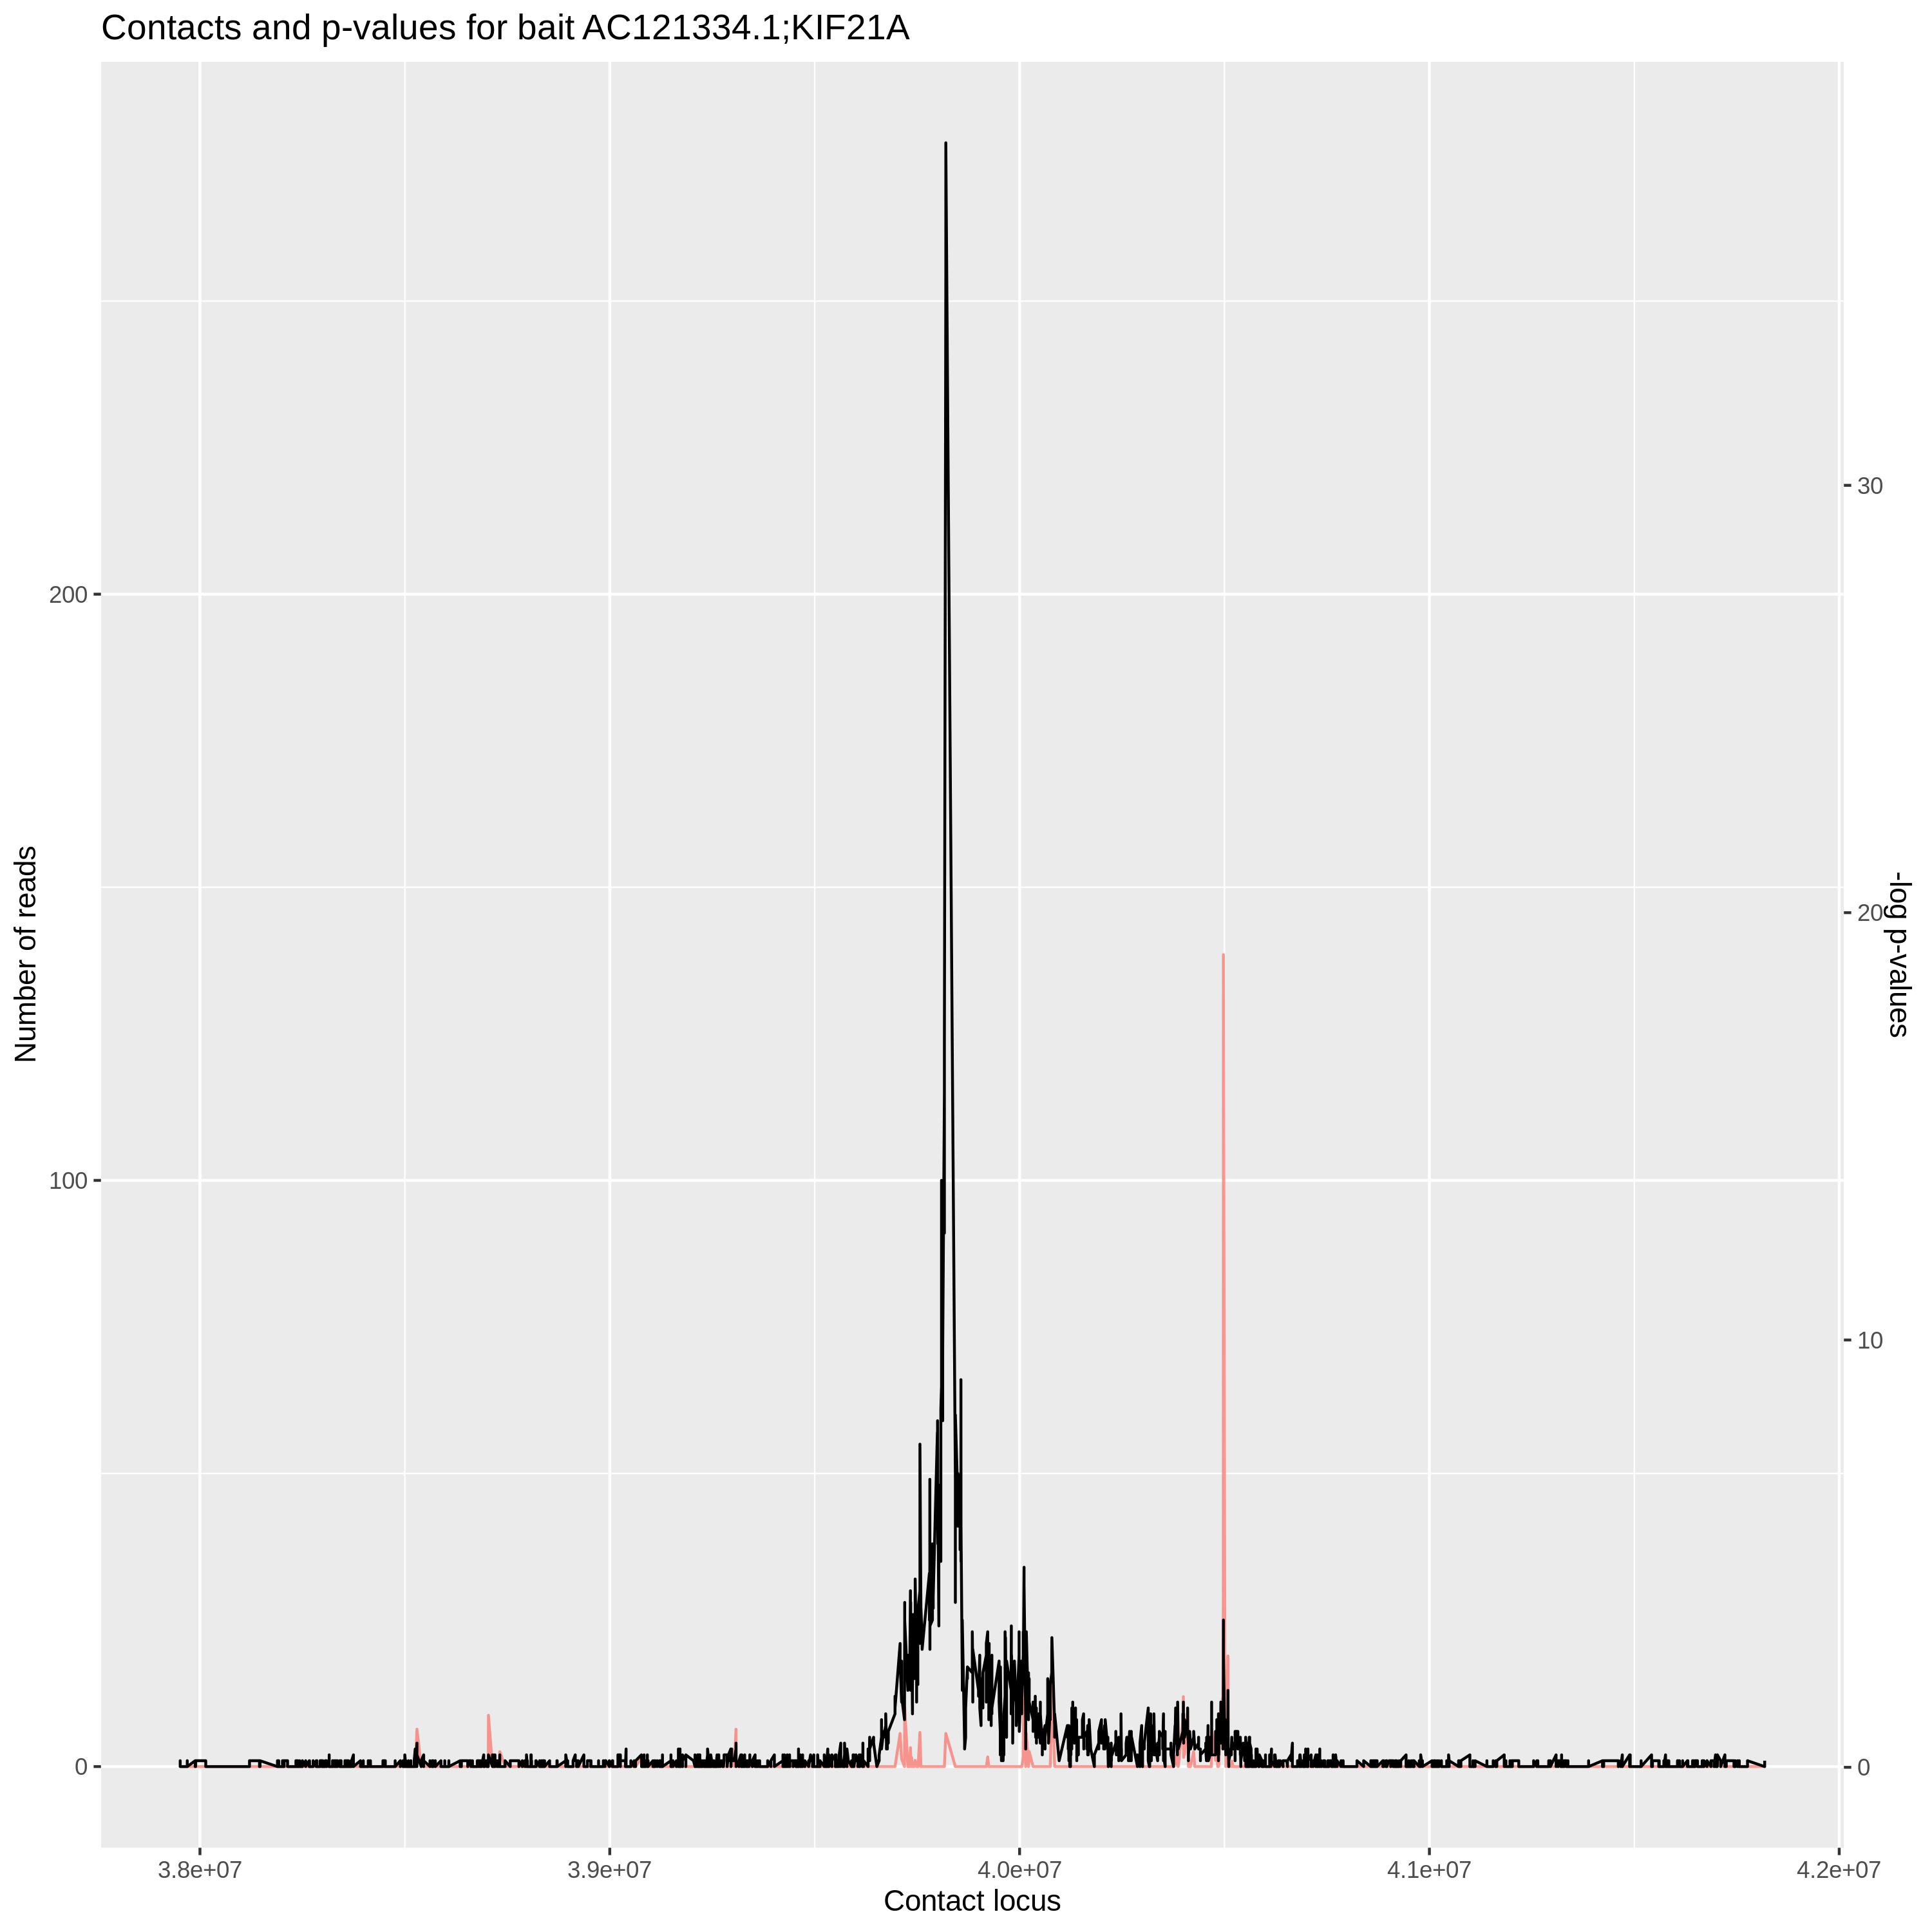 Contacts and p-values for bait AC121334.1;KIF21A
Number of reads
200
100
0
30
20
10
0
-log p-values
3.8e+07 3.9e+07 4.0e+07 4.1e+07 4.2e+07
Contact locus